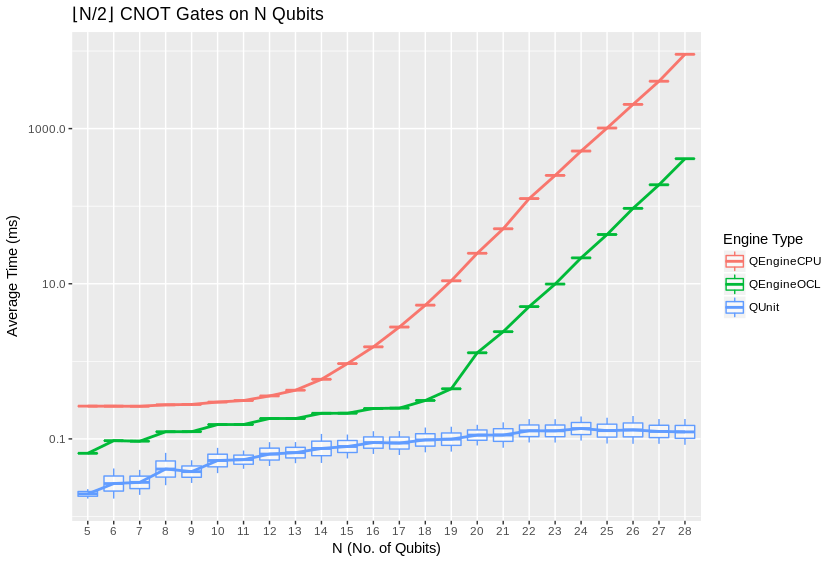 ⌊N/2⌋ CNOT Gates on N Qubits
Average Time (ms)
1000.0
10.0
0.1
5 6 7 8 9 10 11 12 13 14 15 16 17 18 19 20 21 22 23 24 25 26 27 28
N (No. of Qubits)
Engine Type
QEngineCPU
QEngineOCL
QUnit